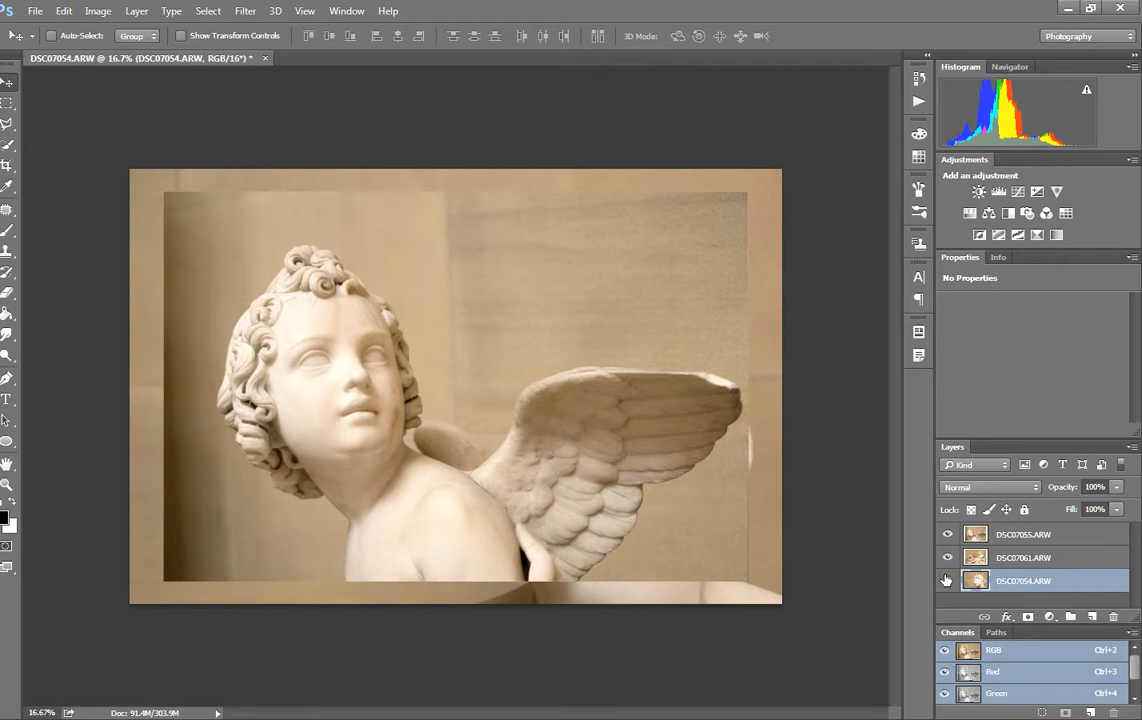 Ps File Edit Image Layer Type Select Filter 3D View Window Help
Auto-Select: Group Show Transform Controls 3D Mode: Photography
DSC07054.ARW @ 16.7% (DSC07054.ARW, RGB/16*) * ×
Histogram Navigator
Adjustments
Add an adjustment
Properties Info
No Properties
Layers
Kind
Normal Opacity: 100%
Lock: Fill: 100%
DSC07055.ARW
DSC07061.ARW
DSC07054.ARW
fx
Channels Paths
RGB Ctrl+2
Red Ctrl+3
Green Ctrl+4
16.67% Doc: 91.4M/303.9M